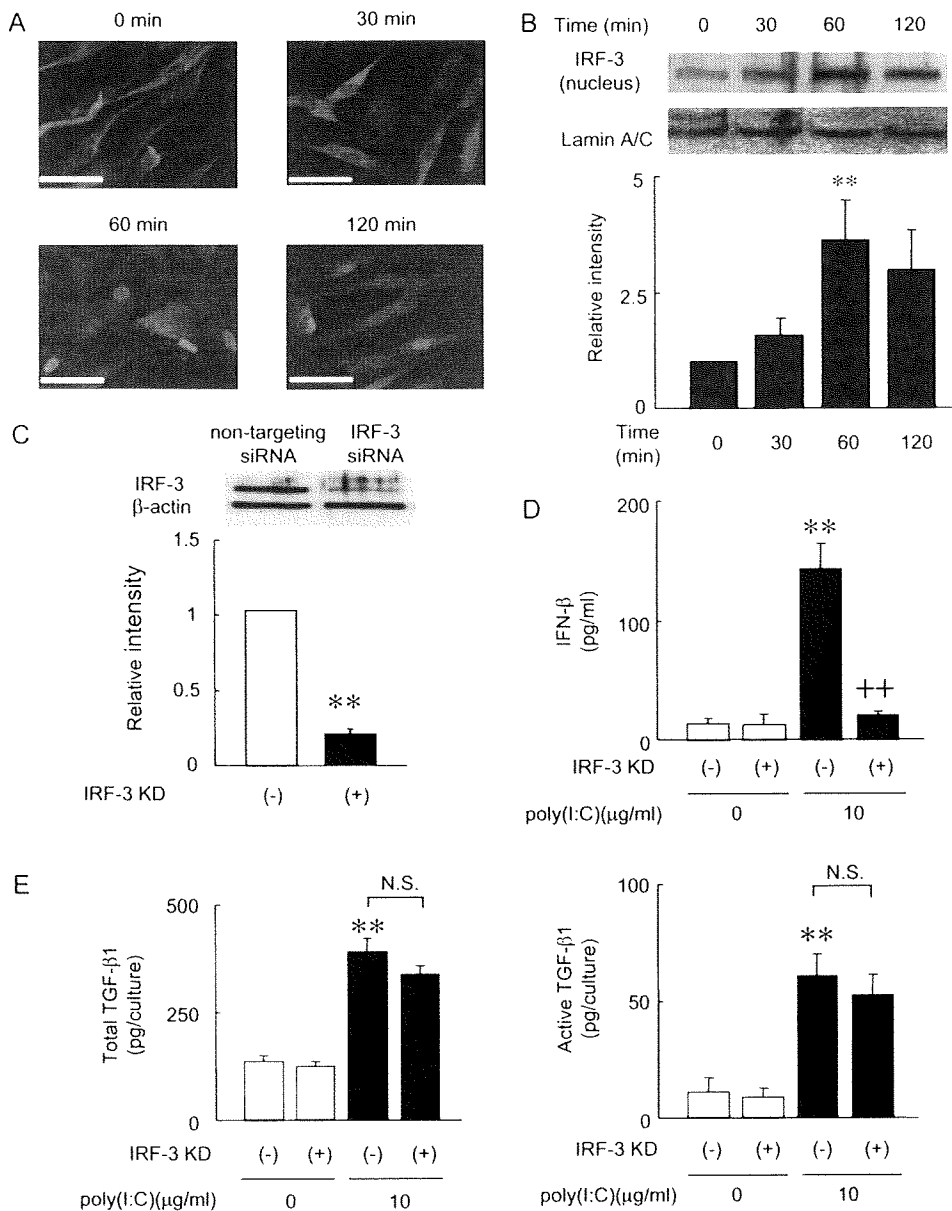 A
0 min
30 min
60 min
120 min
B
Time (min) 0 30 60 120
IRF-3
(nucleus)
Lamin A/C
Relative intensity
5
2.5
0
**
Time
(min)
0 30 60 120
C
non-targeting
siRNA
IRF-3
siRNA
IRF-3
β-actin
Relative intensity
1.5
1
0.5
0
**
IRF-3 KD (-) (+)
D
IFN-β
(pg/ml)
200
100
0
**
++
IRF-3 KD (-) (+) (-) (+)
poly(I:C)(μg/ml) 0 10
E
Total TGF-β1
(pg/culture)
500
250
0
N.S.
**
IRF-3 KD (-) (+) (-) (+)
poly(I:C)(μg/ml) 0 10
Active TGF-β1
(pg/culture)
100
50
0
N.S.
**
IRF-3 KD (-) (+) (-) (+)
poly(I:C)(μg/ml) 0 10